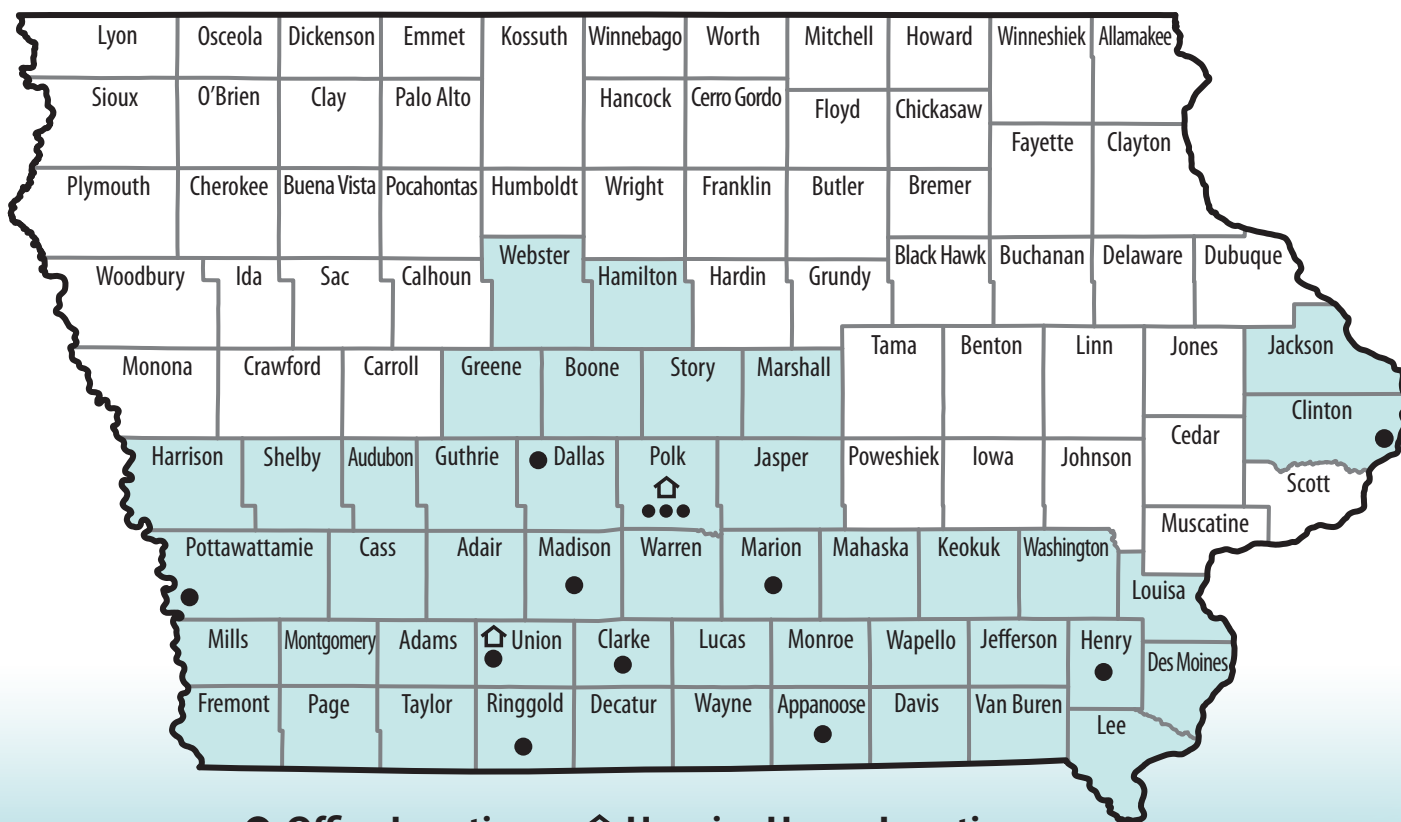 Lyon Osceola Dickenson Emmet Kossuth Winnebago Worth Mitchell Howard Winneshiek Allamakee
Sioux O'Brien Clay Palo Alto Hancock Cerro Gordo Floyd Chickasaw
Fayette Clayton
Plymouth Cherokee Buena Vista Pocahontas Humboldt Wright Franklin Butler Bremer
Webster Black Hawk Buchanan Delaware Dubuque
Woodbury Ida Sac Calhoun Hamilton Hardin Grundy
Monona Crawford Carroll Greene Boone Story Marshall Tama Benton Linn Jones Jackson
Clinton
Harrison Shelby Audubon Guthrie Dallas Polk Jasper Poweshiek Iowa Johnson Cedar
Scott
Muscatine
Pottawattamie Cass Adair Madison Warren Marion Mahaska Keokuk Washington
Louisa
Mills Montgomery Adams Union Clarke Lucas Monroe Wapello Jefferson Henry
Des Moines
Fremont Page Taylor Ringgold Decatur Wayne Appanoose Davis Van Buren
Lee